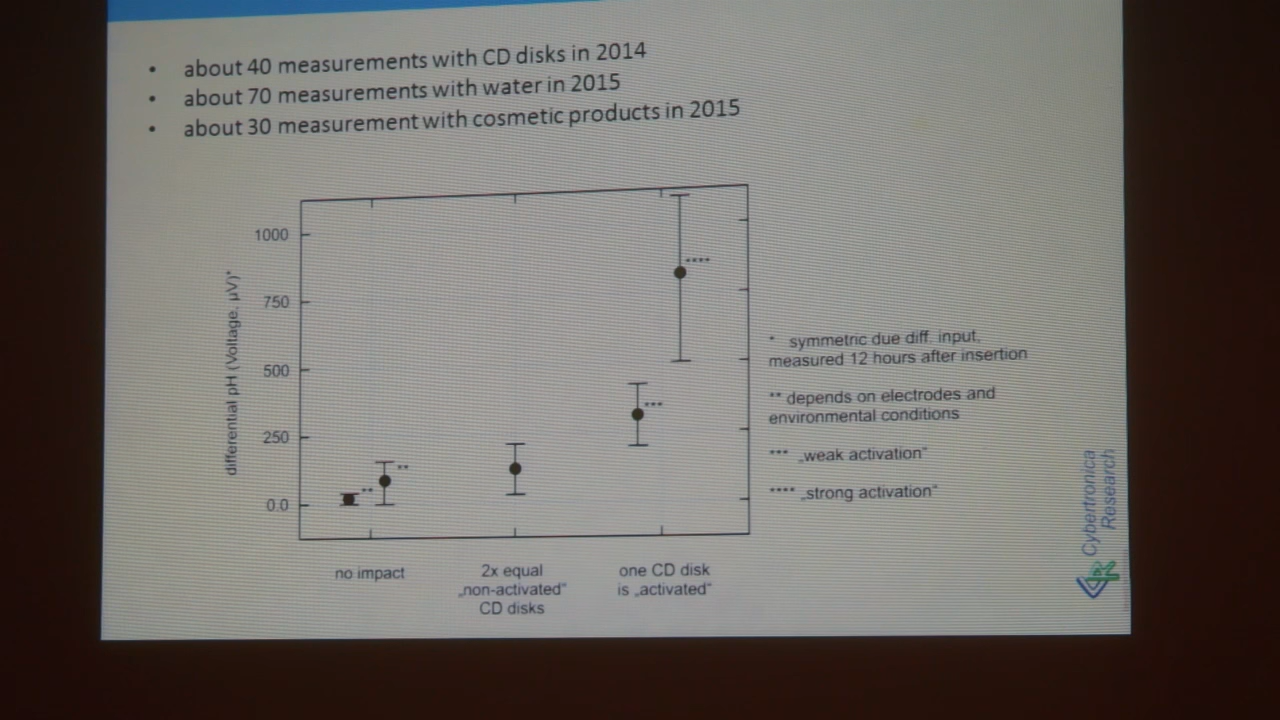 • about 40 measurements with CD disks in 2014
• about 70 measurements with water in 2015
• about 30 measurement with cosmetic products in 2015
differential pH (Voltage, µV)*
1000
750
500
250
0.0
**
**
***
****
no impact
2x equal
„non-activated“
CD disks
one CD disk
is „activated“
* symmetric due diff. input,
measured 12 hours after insertion
** depends on electrodes and
environmental conditions
*** „weak activation“
**** „strong activation“
Cybertronica
Research